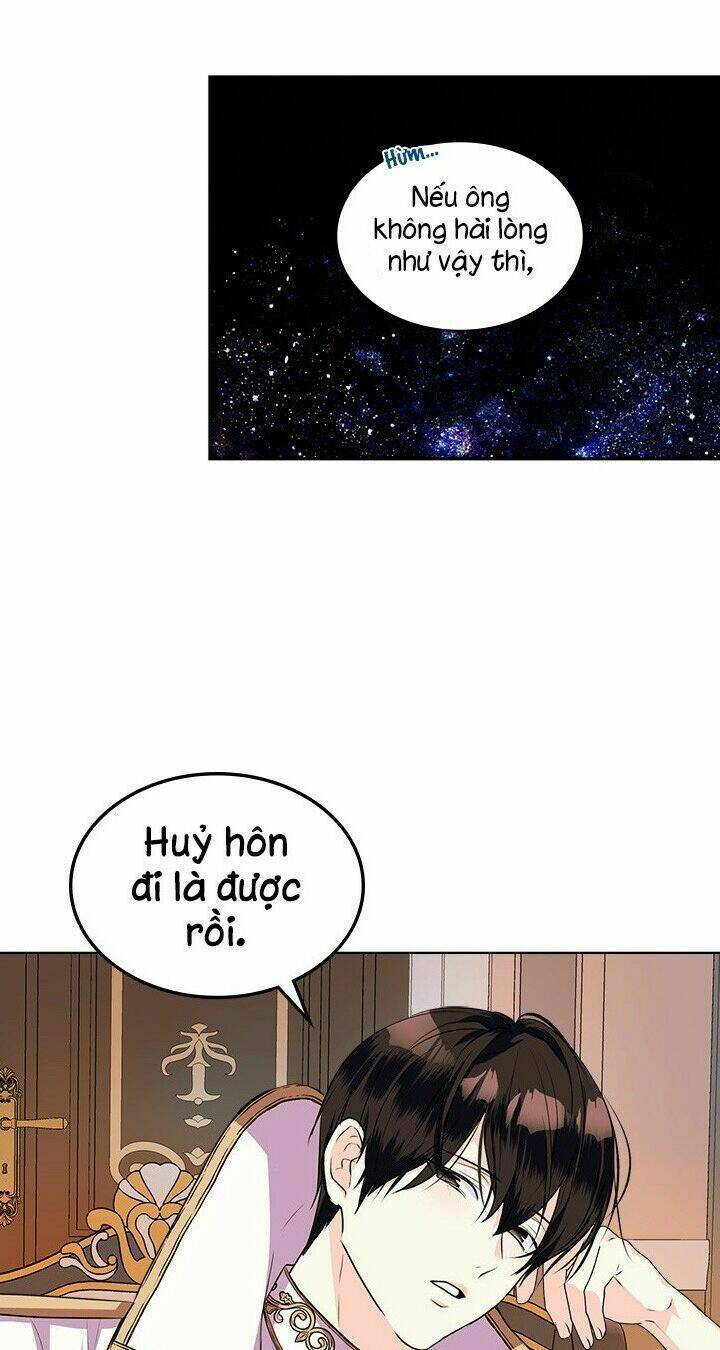 Hừm...
Nếu ông
không hài lòng
như vậy thì,
Huỷ hôn
đi là được
rồi.